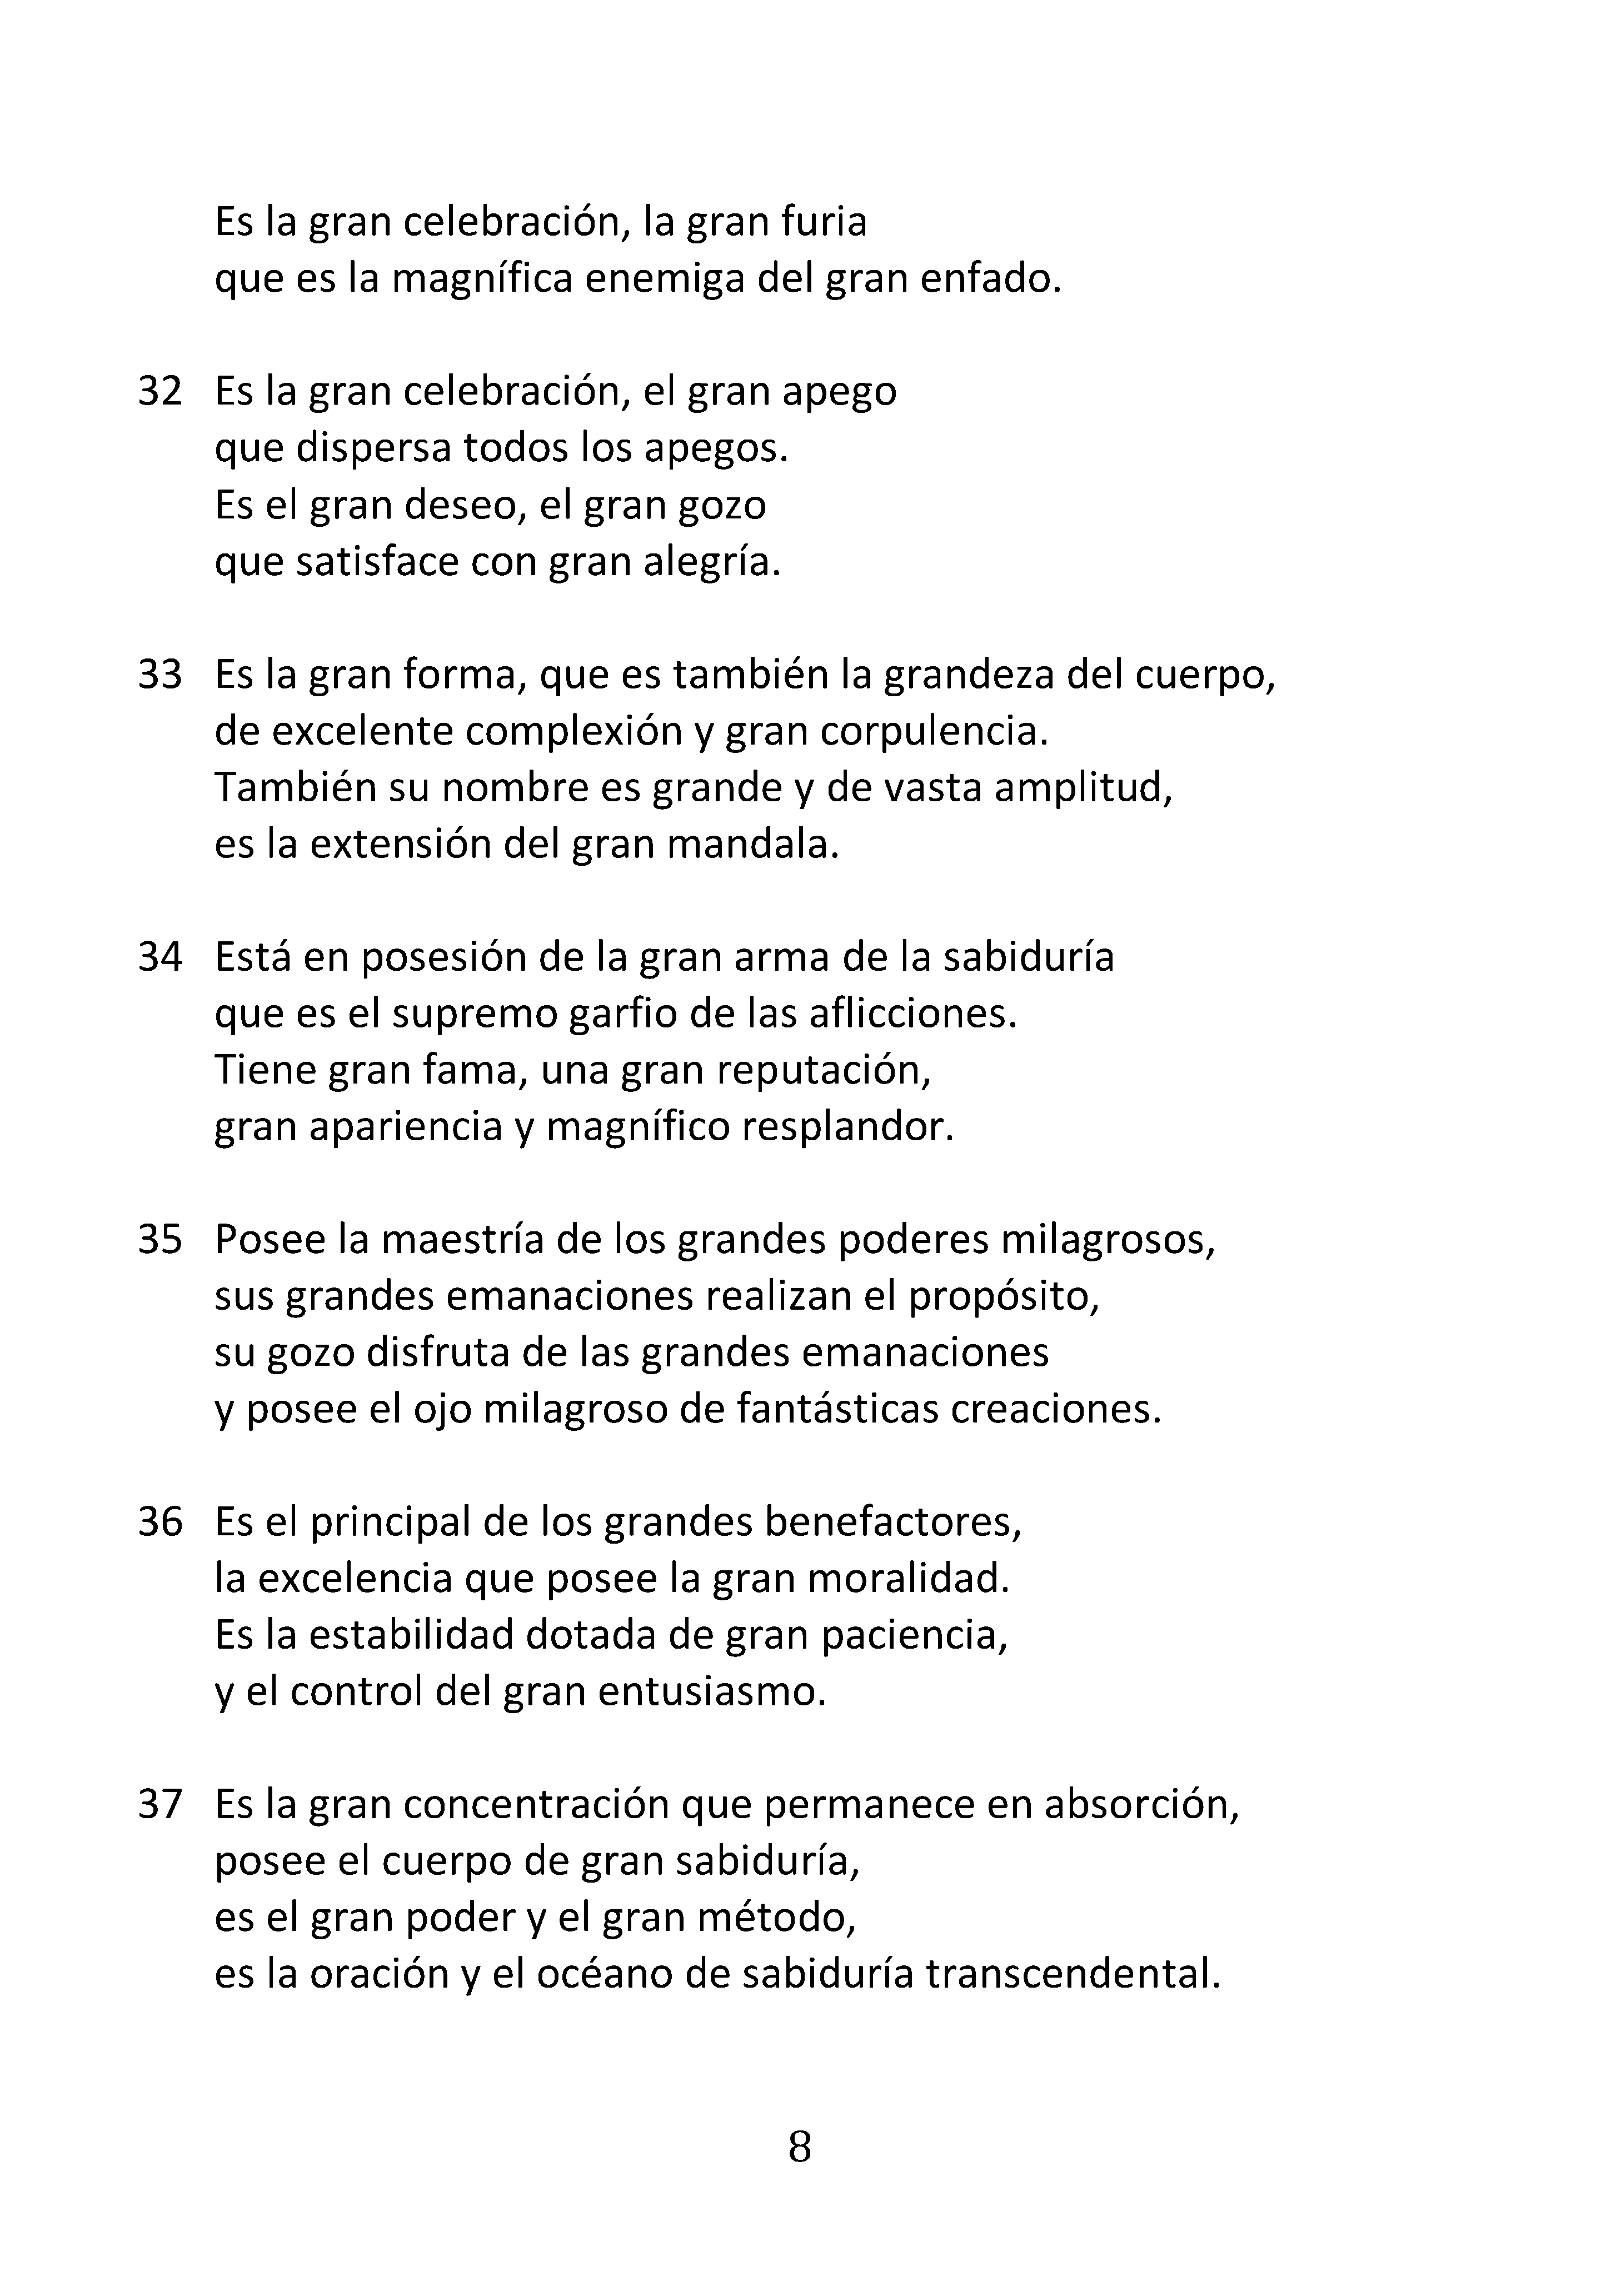 Es la gran celebración, la gran furia
que es la magnífica enemiga del gran enfado.
32 Es la gran celebración, el gran apego
que dispersa todos los apegos.
Es el gran deseo, el gran gozo
que satisface con gran alegría.
33 Es la gran forma, que es también la grandeza del cuerpo,
de excelente complexión y gran corpulencia.
También su nombre es grande y de vasta amplitud,
es la extensión del gran mandala.
34 Está en posesión de la gran arma de la sabiduría
que es el supremo garfio de las aflicciones.
Tiene gran fama, una gran reputación,
gran apariencia y magnífico resplandor.
35 Posee la maestría de los grandes poderes milagrosos,
sus grandes emanaciones realizan el propósito,
su gozo disfruta de las grandes emanaciones
y posee el ojo milagroso de fantásticas creaciones.
36 Es el principal de los grandes benefactores,
la excelencia que posee la gran moralidad.
Es la estabilidad dotada de gran paciencia,
y el control del gran entusiasmo.
37 Es la gran concentración que permanece en absorción,
posee el cuerpo de gran sabiduría,
es el gran poder y el gran método,
es la oración y el océano de sabiduría transcendental.
8